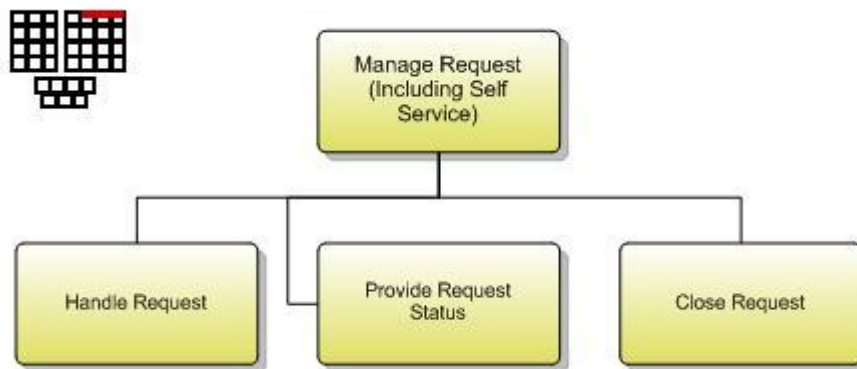 Manage Request
(Including Self
Service)
Handle Request
Provide Request
Status
Close Request